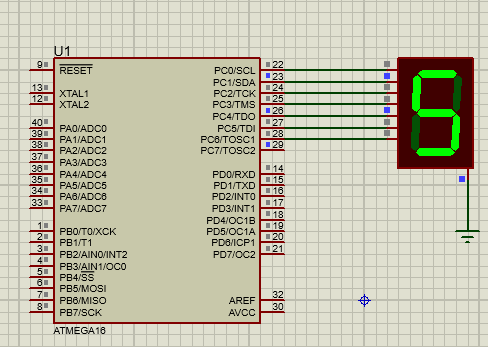 U1
9 RESET PC0/SCL 22
PC1/SDA 23
13 XTAL1 PC2/TCK 24
12 XTAL2 PC3/TMS 25
PC4/TDO 26
40 PA0/ADC0 PC5/TDI 27
39 PA1/ADC1 PC6/TOSC1 28
38 PA2/ADC2 PC7/TOSC2 29
37 PA3/ADC3
36 PA4/ADC4 PD0/RXD 14
35 PA5/ADC5 PD1/TXD 15
34 PA6/ADC6 PD2/INT0 16
33 PA7/ADC7 PD3/INT1 17
PD4/OC1B 18
1 PB0/T0/XCK PD5/OC1A 19
2 PB1/T1 PD6/ICP1 20
3 PB2/AIN0/INT2 PD7/OC2 21
4 PB3/AIN1/OC0
5 PB4/SS
6 PB5/MOSI
7 PB6/MISO AREF 32
8 PB7/SCK AVCC 30
ATMEGA16
5